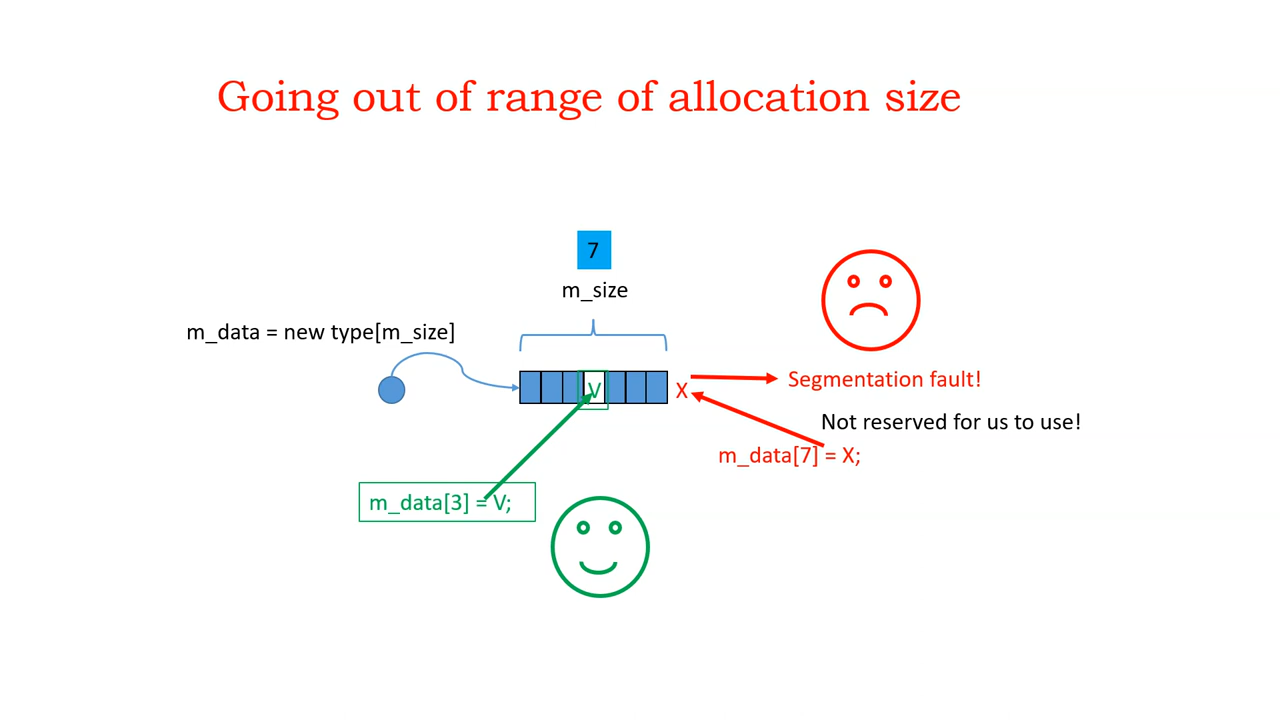 Going out of range of allocation size
7
m_size
m_data = new type[m_size]
V
X
Segmentation fault!
Not reserved for us to use!
m_data[7] = X;
m_data[3] = V;